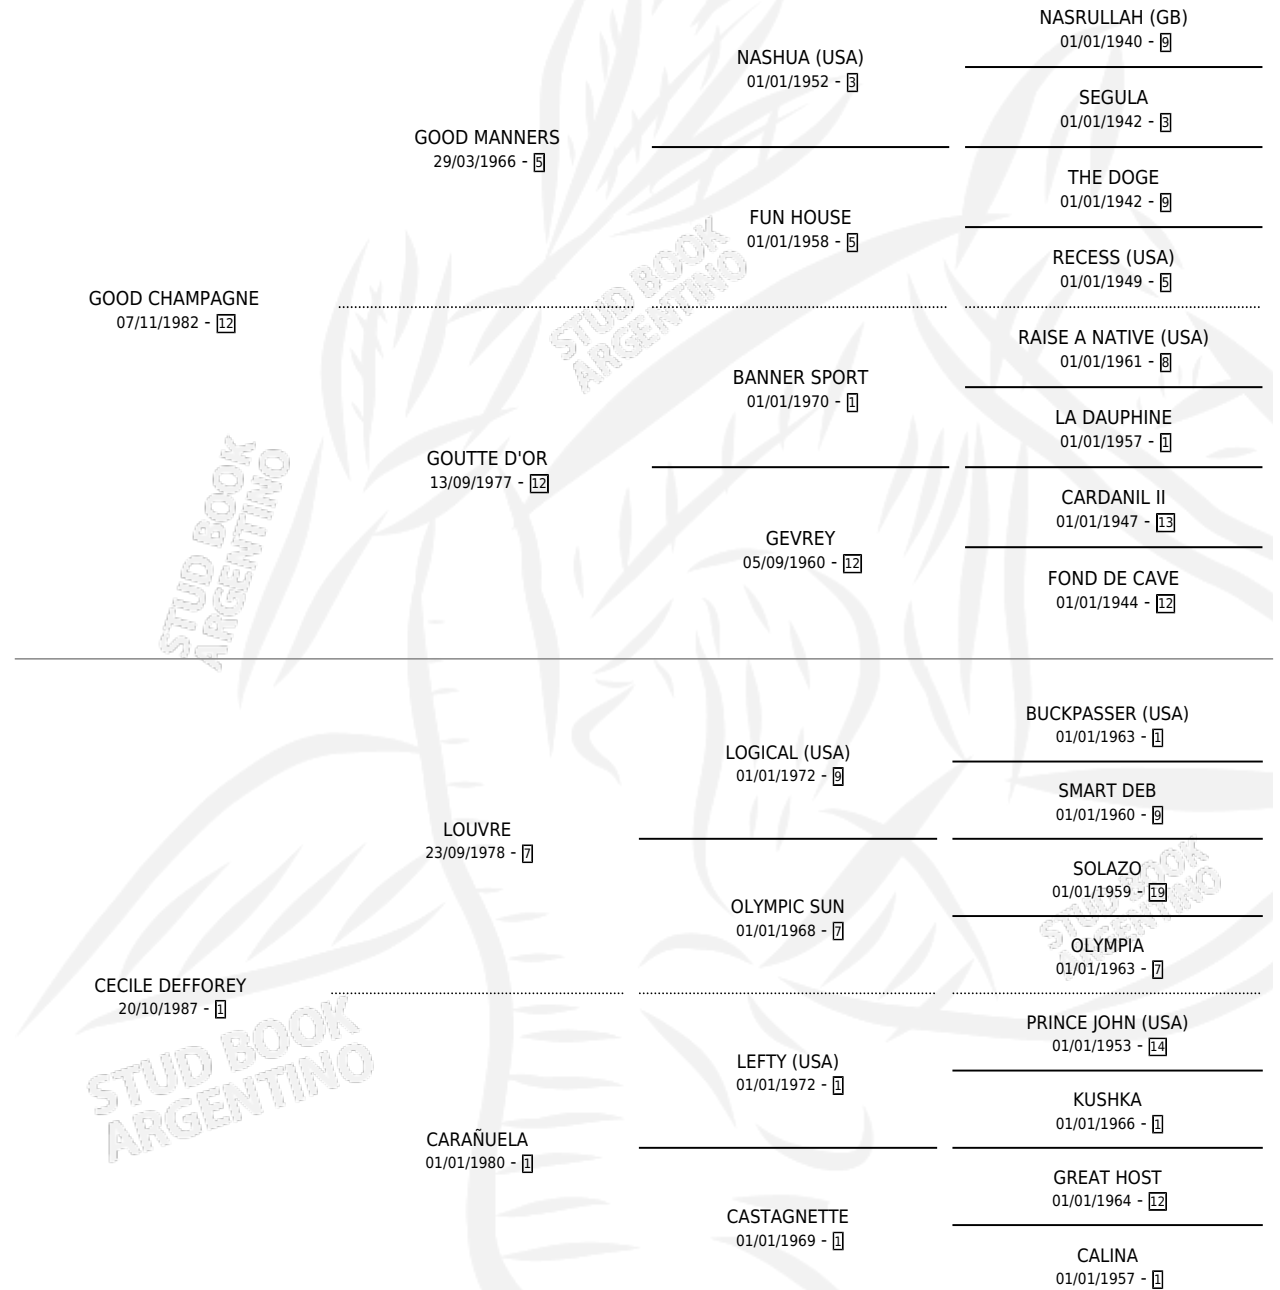 NASRULLAH (GB)
01/01/1940 - 9
NASHUA (USA)
01/01/1952 - 3
SEGULA
01/01/1942 - 3
GOOD MANNERS
29/03/1966 - 5
THE DOGE
01/01/1942 - 9
FUN HOUSE
01/01/1958 - 5
RECESS (USA)
01/01/1949 - 5
GOOD CHAMPAGNE
07/11/1982 - 12
RAISE A NATIVE (USA)
01/01/1961 - 8
BANNER SPORT
01/01/1970 - 1
LA DAUPHINE
01/01/1957 - 1
GOUTTE D'OR
13/09/1977 - 12
CARDANIL II
01/01/1947 - 13
GEVREY
05/09/1960 - 12
FOND DE CAVE
01/01/1944 - 12
BUCKPASSER (USA)
01/01/1963 - 1
LOGICAL (USA)
01/01/1972 - 9
SMART DEB
01/01/1960 - 9
LOUVRE
23/09/1978 - 7
SOLAZO
01/01/1959 - 19
OLYMPIC SUN
01/01/1968 - 7
OLYMPIA
01/01/1963 - 7
CECILE DEFFOREY
20/10/1987 - 1
PRINCE JOHN (USA)
01/01/1953 - 14
LEFTY (USA)
01/01/1972 - 1
KUSHKA
01/01/1966 - 1
CARAÑUELA
01/01/1980 - 1
GREAT HOST
01/01/1964 - 12
CASTAGNETTE
01/01/1969 - 1
CALINA
01/01/1957 - 1
STUD BOOK
ARGENTINO
STUD BOOK
ARGENTINO
STUD BOOK
ARGENTINO
STUD BOOK
ARGENTINO